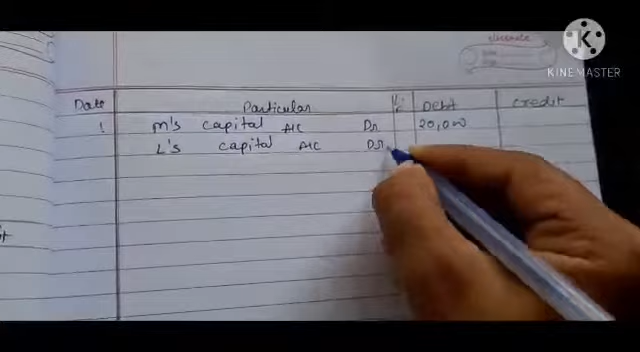 KINEMASTER
Date Particular Debit credit
1 M's capital A/C Dr 20,000
L's capital A/C Dr